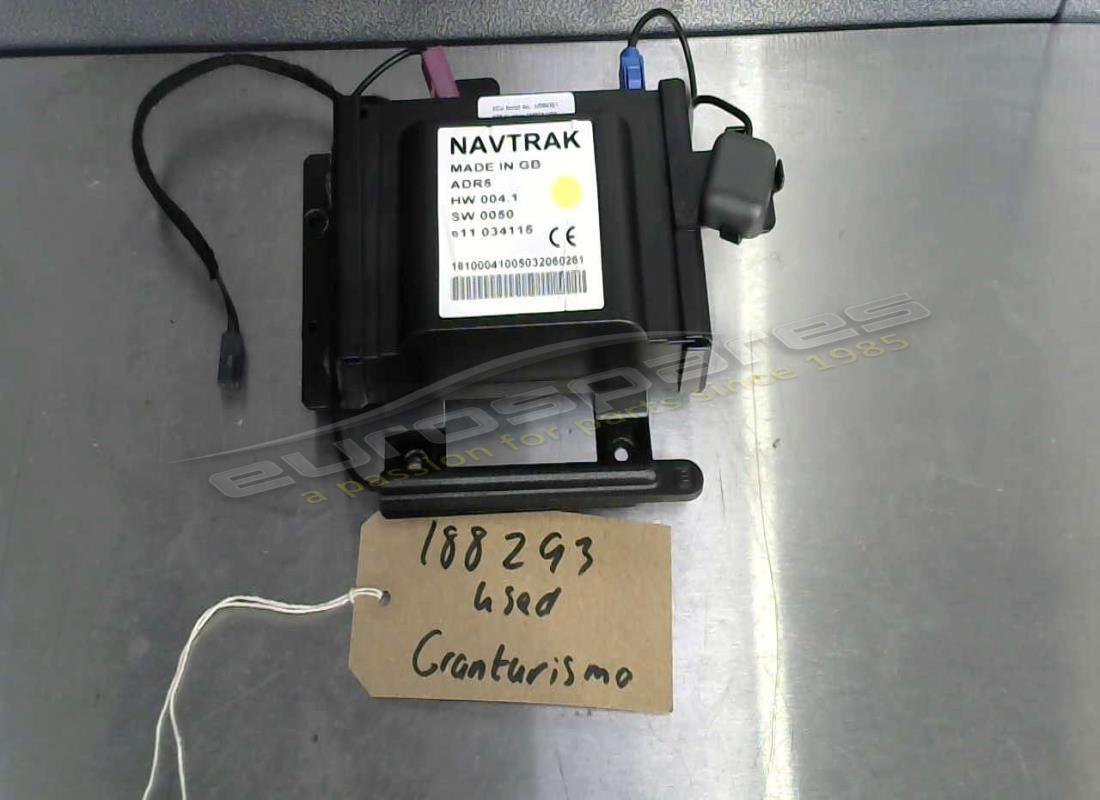 NAVTRAK
MADE IN GB
ADR5
HW 004.1
SW 0050
e11 034115
CE
18100041005032060261
eurospares
a passion for parts since 1985
188293
used
Granturismo